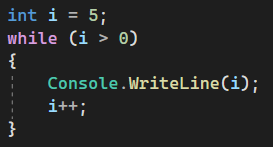 int i = 5;
while (i > 0)
{
    Console.WriteLine(i);
    i++;
}